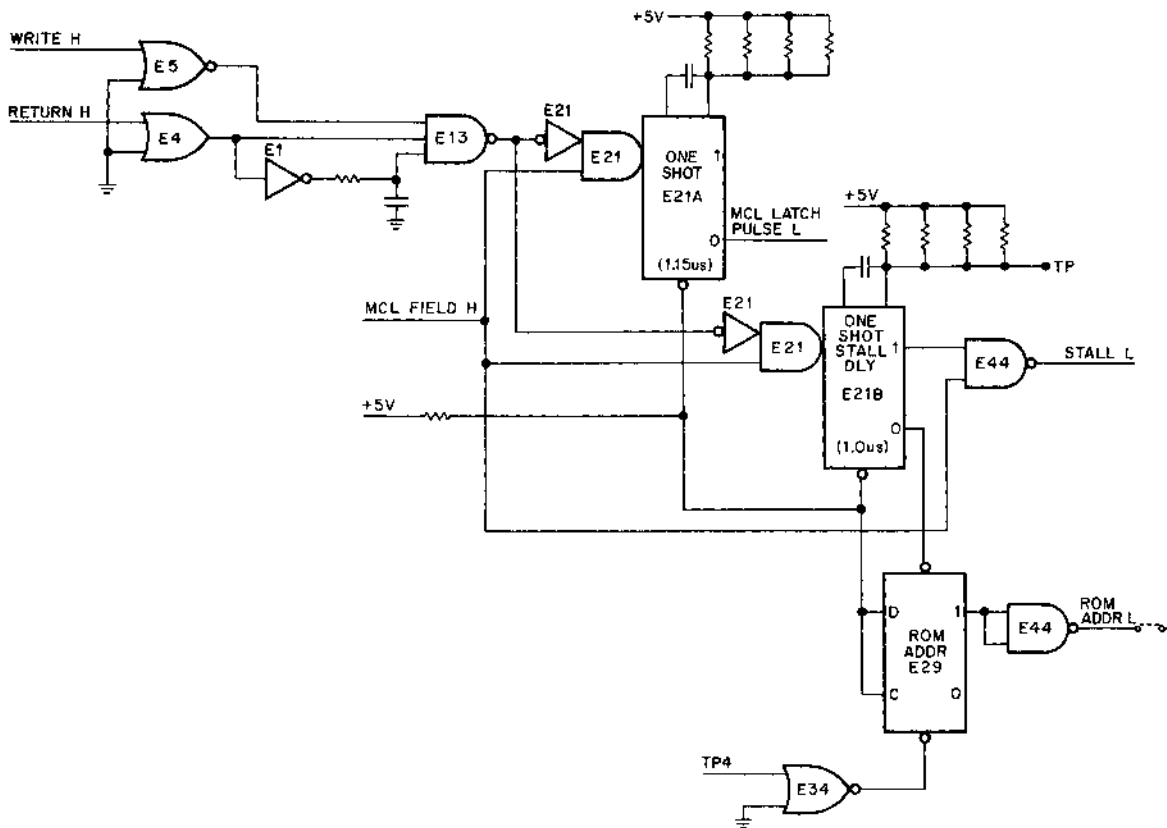 +5V
WRITE H
E5
RETURN H
E4
E1
E13
E21
E21
ONE
SHOT
E21A
(1.15us)
1
0
MCL LATCH
PULSE L
+5V
TP
MCL FIELD H
E21
E21
ONE
SHOT
STALL
DLY
E21B
(1.0us)
1
0
E44
STALL L
+5V
D
C
ROM
ADDR
E29
1
0
E44
ROM
ADDR L
TP4
E34